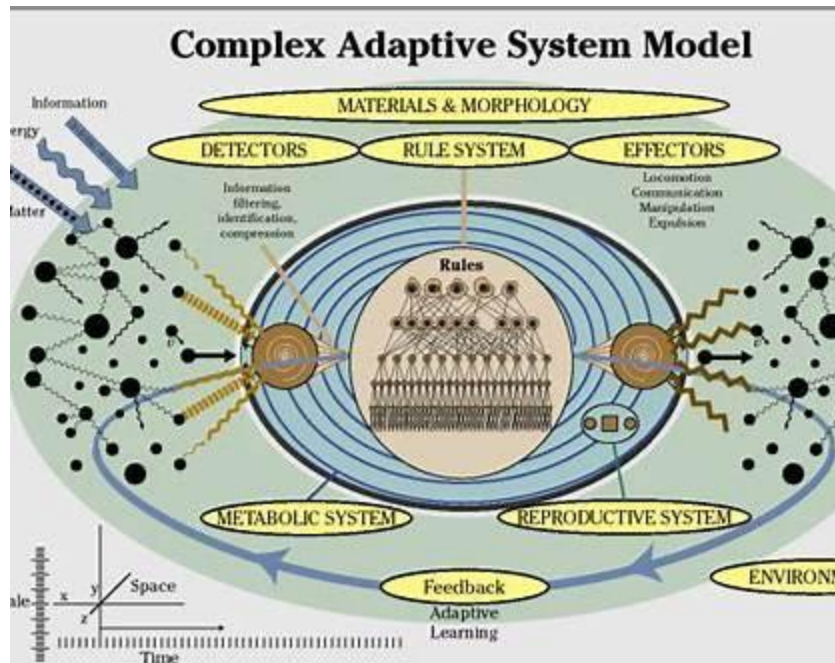 Complex Adaptive System Model
Information
ergy
atter
MATERIALS & MORPHOLOGY
DETECTORS
RULE SYSTEM
EFFECTORS
Information
filtering,
identification,
compression
Locomotion
Communication
Manipulation
Expulsion
Rules
v
v
METABOLIC SYSTEM
REPRODUCTIVE SYSTEM
Feedback
Adaptive
Learning
ENVIRONM
ale
x
y
z
Space
Time